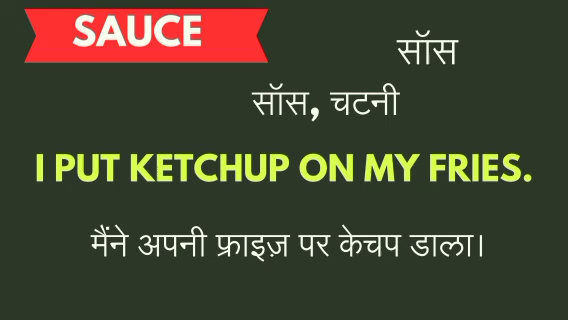 SAUCE
सॉस
सॉस, चटनी
I PUT KETCHUP ON MY FRIES.
मैंने अपनी फ्राइज़ पर केचप डाला।